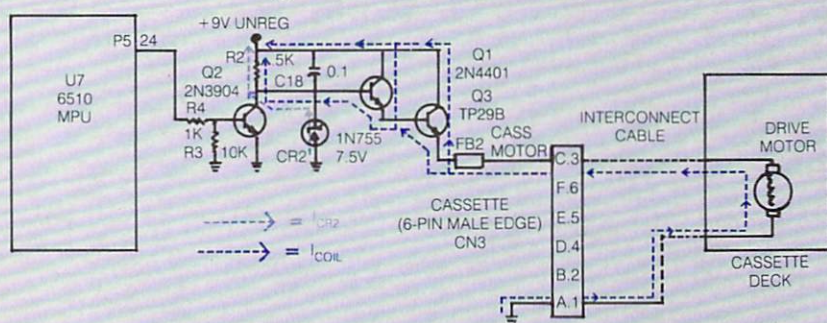 +9V UNREG
P5 24
U7
6510
MPU
R2
.5K
C18
0.1
Q2
2N3904
R4
1K
R3
10K
CR2
1N755
7.5V
Q1
2N4401
Q3
TP29B
FB2
CASS
MOTOR
INTERCONNECT
CABLE
DRIVE
MOTOR
C.3
F.6
E.5
D.4
B.2
A.1
CASSETTE
(6-PIN MALE EDGE)
CN3
CASSETTE
DECK
= ICR2
= ICOIL